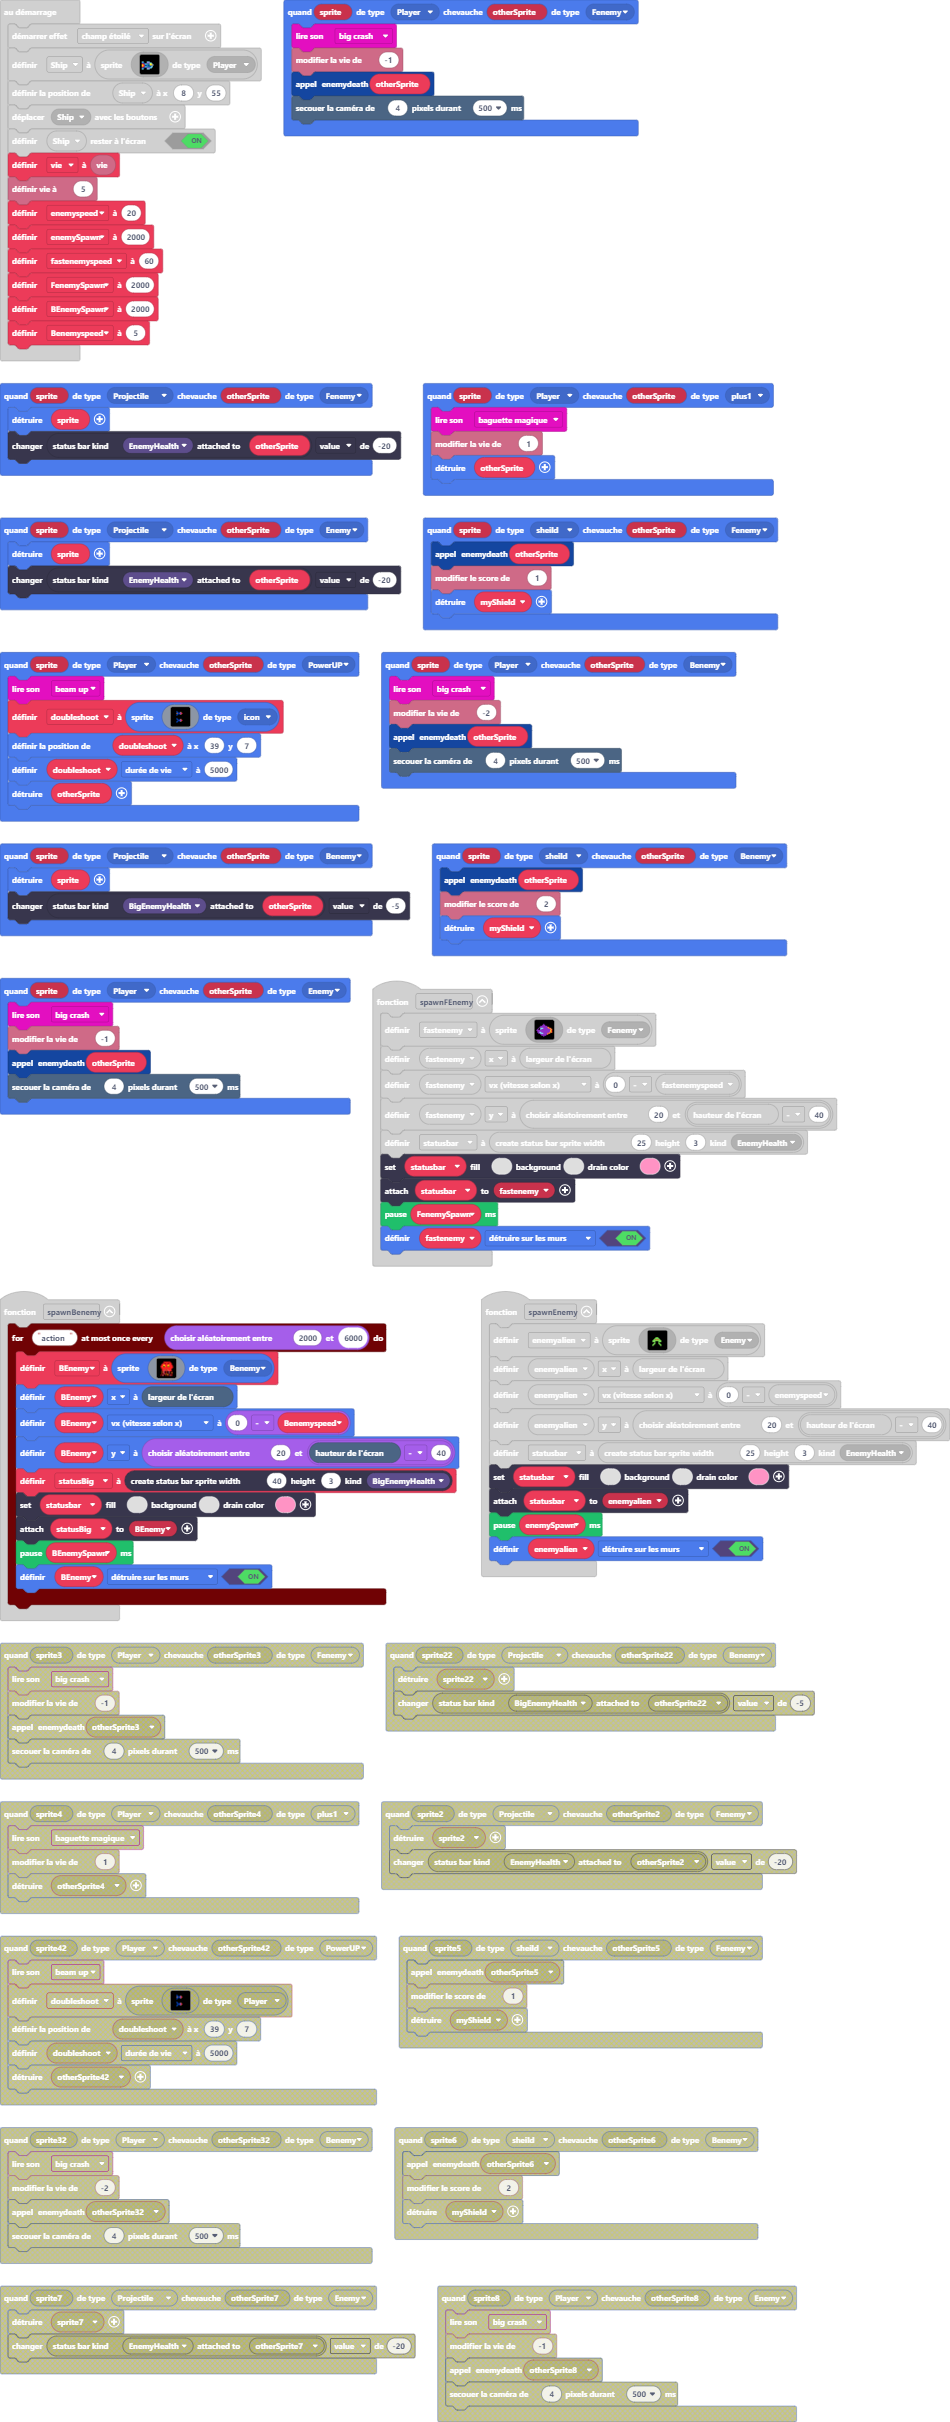 au démarrage
démarrer effet champ étoilé sur l'écran
définir Ship à sprite de type Player
définir la position de Ship à x 8 y 55
déplacer Ship avec les boutons
définir Ship rester à l'écran ON
définir vie à vie
définir vie à 5
définir enemyspeed à 20
définir enemySpawn à 2000
définir fastenemyspeed à 60
définir FenemySpawn à 2000
définir BEnemySpawn à 2000
définir Benemyspeed à 5
quand sprite de type Player chevauche otherSprite de type Fenemy
lire son big crash
modifier la vie de -1
appel enemydeath otherSprite
secouer la caméra de 4 pixels durant 500 ms
quand sprite de type Projectile chevauche otherSprite de type Fenemy
détruire sprite
changer status bar kind EnemyHealth attached to otherSprite value de -20
quand sprite de type Player chevauche otherSprite de type plus1
lire son baguette magique
modifier la vie de 1
détruire otherSprite
quand sprite de type Projectile chevauche otherSprite de type Enemy
détruire sprite
changer status bar kind EnemyHealth attached to otherSprite value de -20
quand sprite de type sheild chevauche otherSprite de type Fenemy
appel enemydeath otherSprite
modifier le score de 1
détruire myShield
quand sprite de type Player chevauche otherSprite de type PowerUP
lire son beam up
définir doubleshoot à sprite de type icon
définir la position de doubleshoot à x 39 y 7
définir doubleshoot durée de vie à 5000
détruire otherSprite
quand sprite de type Player chevauche otherSprite de type Benemy
lire son big crash
modifier la vie de -2
appel enemydeath otherSprite
secouer la caméra de 4 pixels durant 500 ms
quand sprite de type Projectile chevauche otherSprite de type Benemy
détruire sprite
changer status bar kind BigEnemyHealth attached to otherSprite value de -5
quand sprite de type sheild chevauche otherSprite de type Benemy
appel enemydeath otherSprite
modifier le score de 2
détruire myShield
quand sprite de type Player chevauche otherSprite de type Enemy
lire son big crash
modifier la vie de -1
appel enemydeath otherSprite
secouer la caméra de 4 pixels durant 500 ms
fonction spawnFEnemy
définir fastenemy à sprite de type Fenemy
définir fastenemy x à largeur de l'écran
définir fastenemy vx (vitesse selon x) à 0 - fastenemyspeed
définir fastenemy y à choisir aléatoirement entre 20 et hauteur de l'écran - 40
définir statusbar à create status bar sprite width 25 height 3 kind EnemyHealth
set statusbar fill background drain color
attach statusbar to fastenemy
pause FenemySpawn ms
définir fastenemy détruire sur les murs ON
fonction spawnBenemy
for "action" at most once every choisir aléatoirement entre 2000 et 6000 do
définir BEnemy à sprite de type Benemy
définir BEnemy x à largeur de l'écran
définir BEnemy vx (vitesse selon x) à 0 - Benemyspeed
définir BEnemy y à choisir aléatoirement entre 20 et hauteur de l'écran - 40
définir statusBig à create status bar sprite width 40 height 3 kind BigEnemyHealth
set statusbar fill background drain color
attach statusBig to BEnemy
pause BEnemySpawn ms
définir BEnemy détruire sur les murs ON
fonction spawnEnemy
définir enemyalien à sprite de type Enemy
définir enemyalien x à largeur de l'écran
définir enemyalien vx (vitesse selon x) à 0 - enemyspeed
définir enemyalien y à choisir aléatoirement entre 20 et hauteur de l'écran - 40
définir statusbar à create status bar sprite width 25 height 3 kind EnemyHealth
set statusbar fill background drain color
attach statusbar to enemyalien
pause enemySpawn ms
définir enemyalien détruire sur les murs ON
quand sprite3 de type Player chevauche otherSprite3 de type Fenemy
lire son big crash
modifier la vie de -1
appel enemydeath otherSprite3
secouer la caméra de 4 pixels durant 500 ms
quand sprite22 de type Projectile chevauche otherSprite22 de type Benemy
détruire sprite22
changer status bar kind BigEnemyHealth attached to otherSprite22 value de -5
quand sprite4 de type Player chevauche otherSprite4 de type plus1
lire son baguette magique
modifier la vie de 1
détruire otherSprite4
quand sprite2 de type Projectile chevauche otherSprite2 de type Fenemy
détruire sprite2
changer status bar kind EnemyHealth attached to otherSprite2 value de -20
quand sprite42 de type Player chevauche otherSprite42 de type PowerUP
lire son beam up
définir doubleshoot à sprite de type Player
définir la position de doubleshoot à x 39 y 7
définir doubleshoot durée de vie à 5000
détruire otherSprite42
quand sprite5 de type sheild chevauche otherSprite5 de type Fenemy
appel enemydeath otherSprite5
modifier le score de 1
détruire myShield
quand sprite32 de type Player chevauche otherSprite32 de type Benemy
lire son big crash
modifier la vie de -2
appel enemydeath otherSprite32
secouer la caméra de 4 pixels durant 500 ms
quand sprite6 de type sheild chevauche otherSprite6 de type Benemy
appel enemydeath otherSprite6
modifier le score de 2
détruire myShield
quand sprite7 de type Projectile chevauche otherSprite7 de type Enemy
détruire sprite7
changer status bar kind EnemyHealth attached to otherSprite7 value de -20
quand sprite8 de type Player chevauche otherSprite8 de type Enemy
lire son big crash
modifier la vie de -1
appel enemydeath otherSprite8
secouer la caméra de 4 pixels durant 500 ms